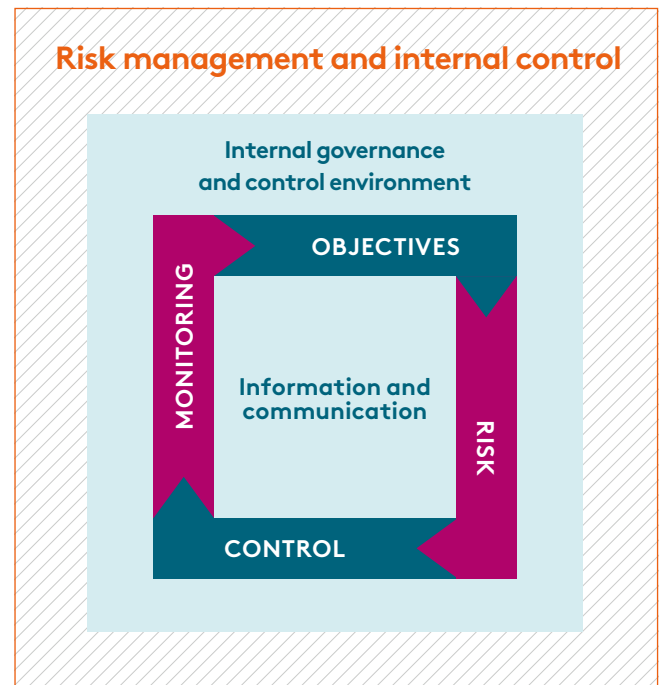 Risk management and internal control
Internal governance
and control environment
OBJECTIVES
MONITORING
Information and
communication
RISK
CONTROL